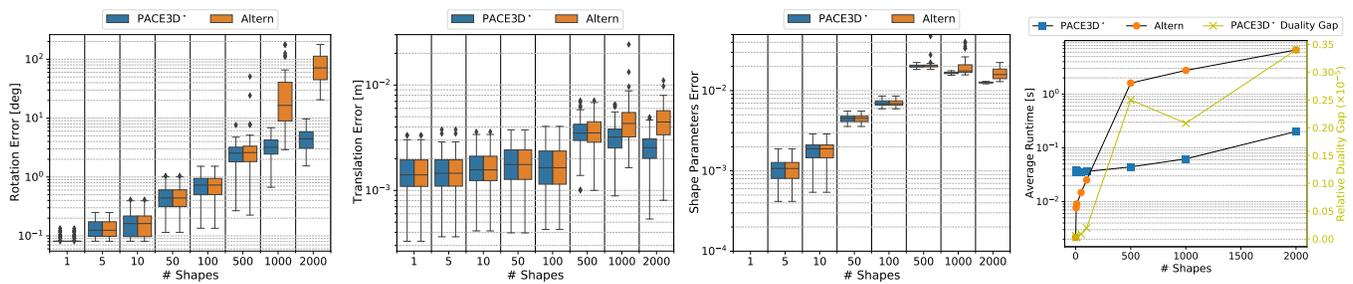 PACE3D* Altern
Rotation Error [deg]
10² 10¹ 10⁰ 10⁻¹
1 5 10 50 100 500 1000 2000
# Shapes
PACE3D* Altern
Translation Error [m]
10⁻² 10⁻³
1 5 10 50 100 500 1000 2000
# Shapes
PACE3D* Altern
Shape Parameters Error
10⁻² 10⁻³ 10⁻⁴
1 5 10 50 100 500 1000 2000
# Shapes
PACE3D* Altern PACE3D* Duality Gap
Average Runtime [s]
10⁰ 10⁻¹ 10⁻²
0 500 1000 1500 2000
# Shapes
0.35 0.30 0.25 0.20 0.15 0.10 0.05 0.00
Relative Duality Gap (×10⁻⁵)